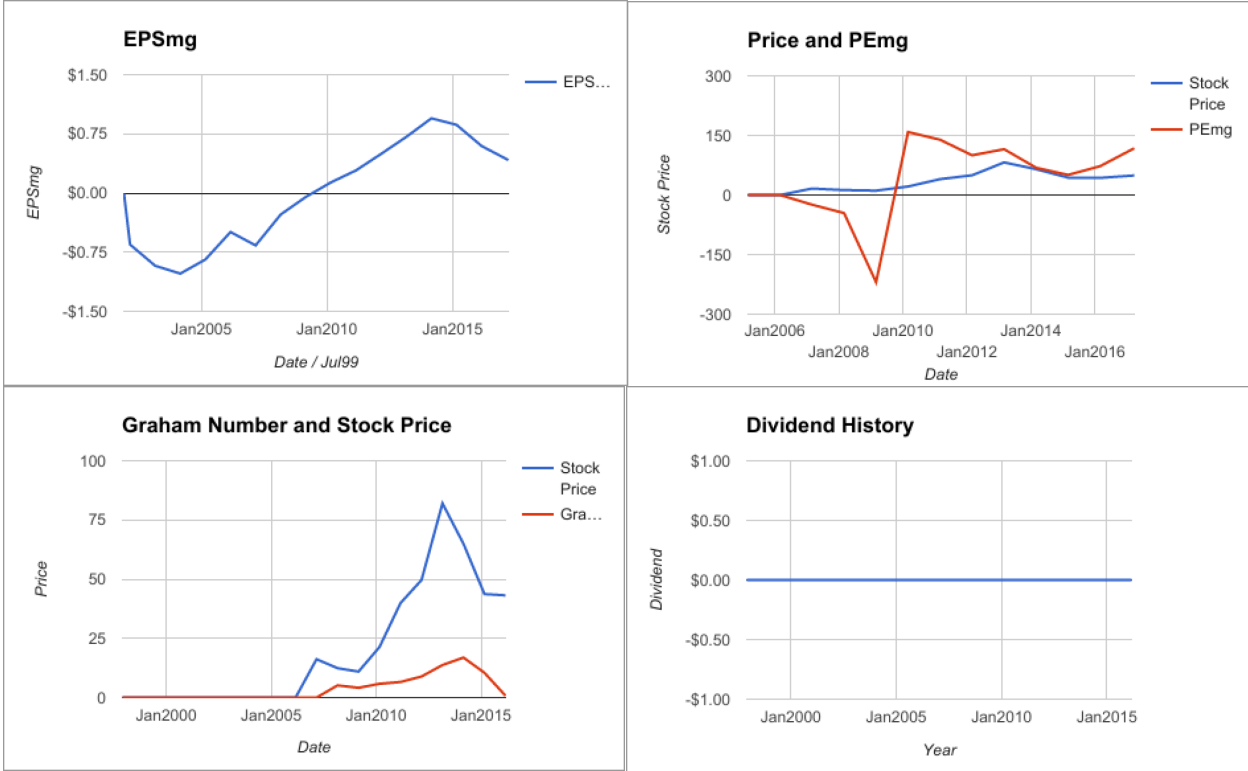 EPSmg
$1.50
$0.75
$0.00
-$0.75
-$1.50
EPSmg
Jan2005 Jan2010 Jan2015
Date / Jul99
EPS…
Price and PEmg
300
150
0
-150
-300
Stock Price
Jan2006 Jan2010 Jan2014
Jan2008 Jan2012 Jan2016
Date
Stock
Price
PEmg
Graham Number and Stock Price
100
75
50
25
0
Price
Jan2000 Jan2005 Jan2010 Jan2015
Date
Stock
Price
Gra…
Dividend History
$1.00
$0.50
$0.00
-$0.50
-$1.00
Dividend
Jan2000 Jan2005 Jan2010 Jan2015
Year